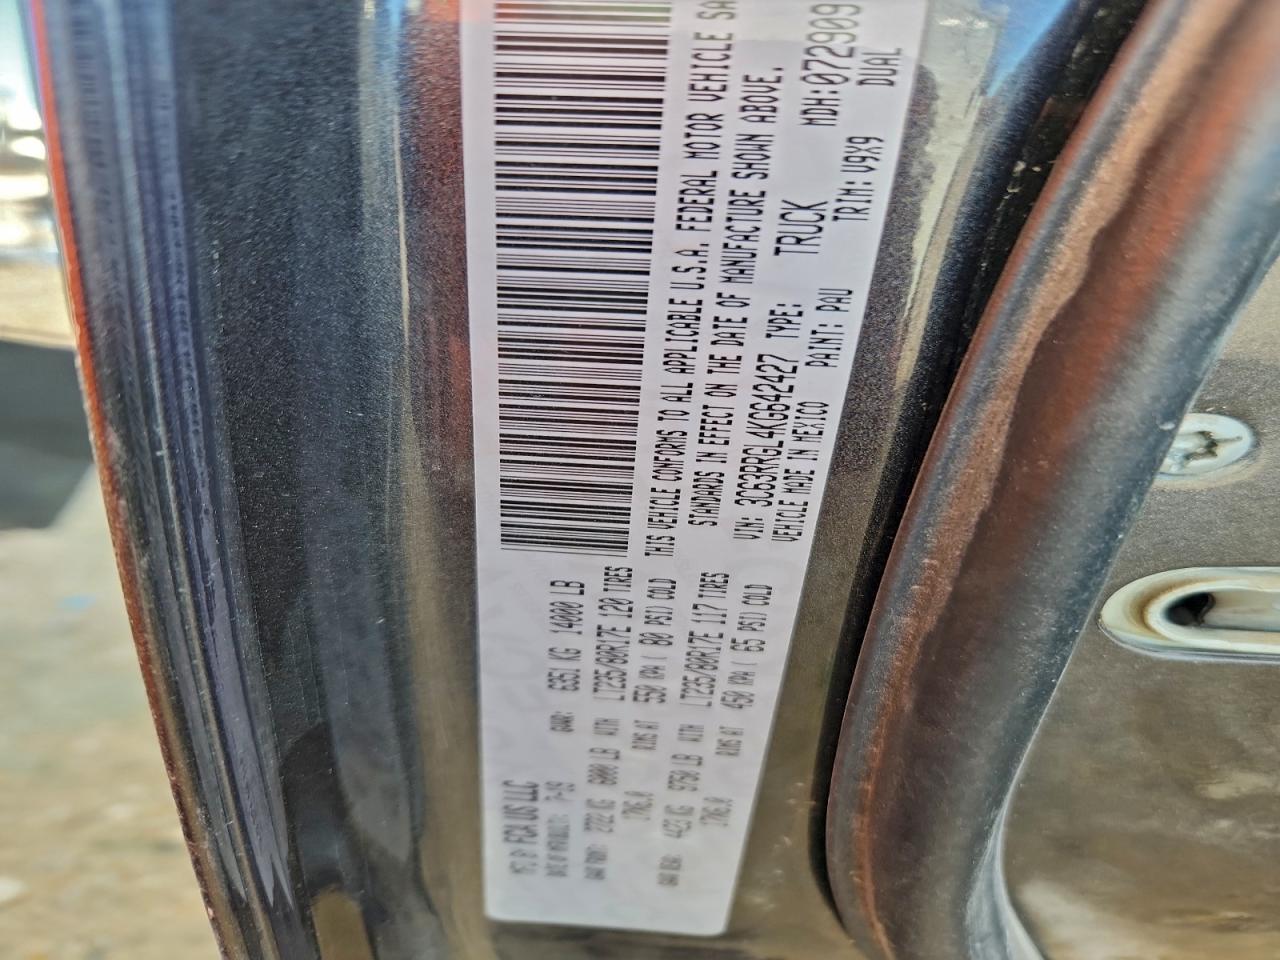 MFD BY FCA US LLC
DATE OF MFR 7-19 GVWR: 6351 KG 14000 LB
GAWR FRONT: 2722 KG 6000 LB WITH LT235/80R17E 120 TIRES
17X6.0 RIMS AT 550 KPA ( 80 PSI) COLD
GAWR REAR: 4423 KG 9750 LB WITH LT235/80R17E 117 TIRES
17X6.0 RIMS AT 450 KPA ( 65 PSI) COLD
THIS VEHICLE CONFORMS TO ALL APPLICABLE U.S.A. FEDERAL MOTOR VEHICLE SA
STANDARDS IN EFFECT ON THE DATE OF MANUFACTURE SHOWN ABOVE.
VIN: 3C63RRGL4KG642427 TYPE: TRUCK MDH:072909
VEHICLE MADE IN MEXICO PAINT: PAU TRIM: V9X9 DUAL